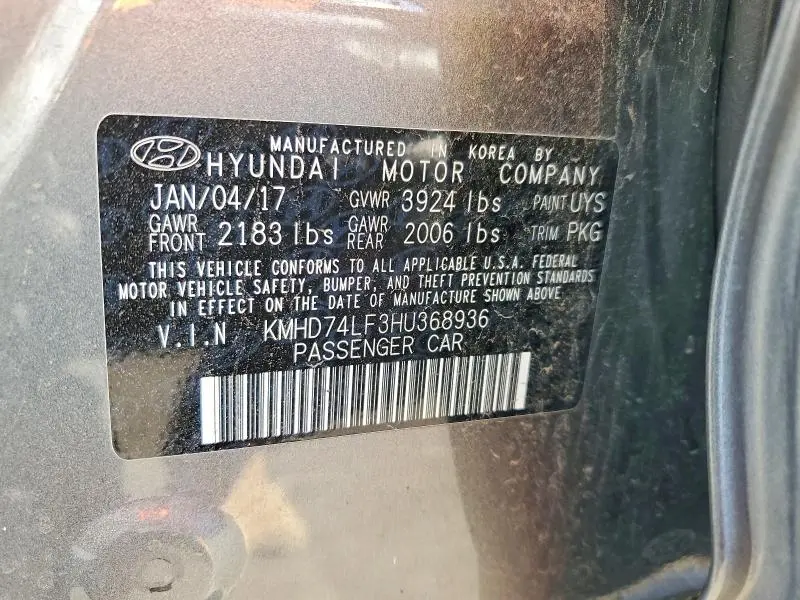 MANUFACTURED IN KOREA BY
HYUNDAI MOTOR COMPANY
JAN/04/17 GVWR 3924 lbs PAINT UYS
GAWR FRONT 2183 lbs GAWR REAR 2006 lbs TRIM PKG
THIS VEHICLE CONFORMS TO ALL APPLICABLE U.S.A. FEDERAL
MOTOR VEHICLE SAFETY, BUMPER, AND THEFT PREVENTION STANDARDS
IN EFFECT ON THE DATE OF MANUFACTURE SHOWN ABOVE
V.I.N KMHD74LF3HU368936
PASSENGER CAR